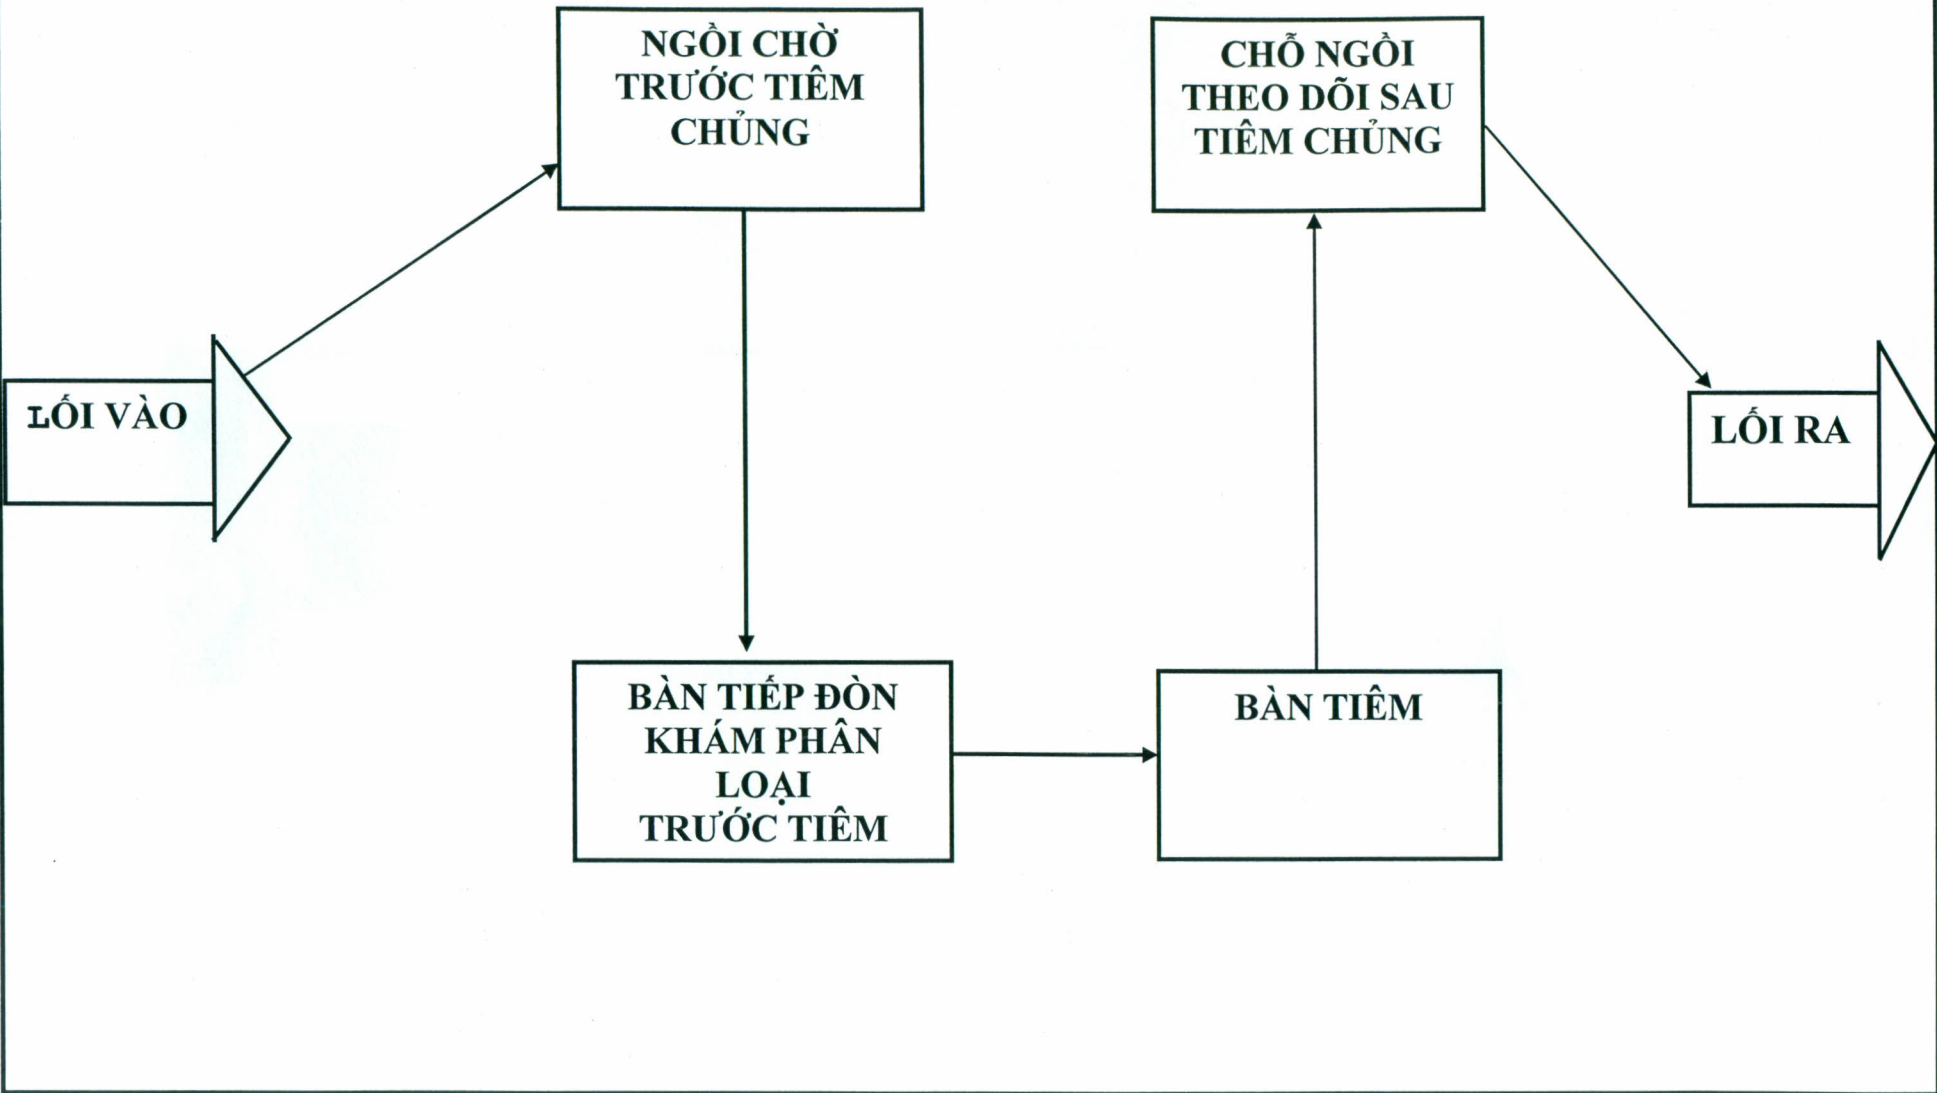 NGỒI CHỜ
TRƯỚC TIÊM
CHỦNG
CHỖ NGỒI
THEO DÕI SAU
TIÊM CHỦNG
LỐI VÀO
LỐI RA
BÀN TIẾP ĐÒN
KHÁM PHÂN
LOẠI
TRƯỚC TIÊM
BÀN TIÊM